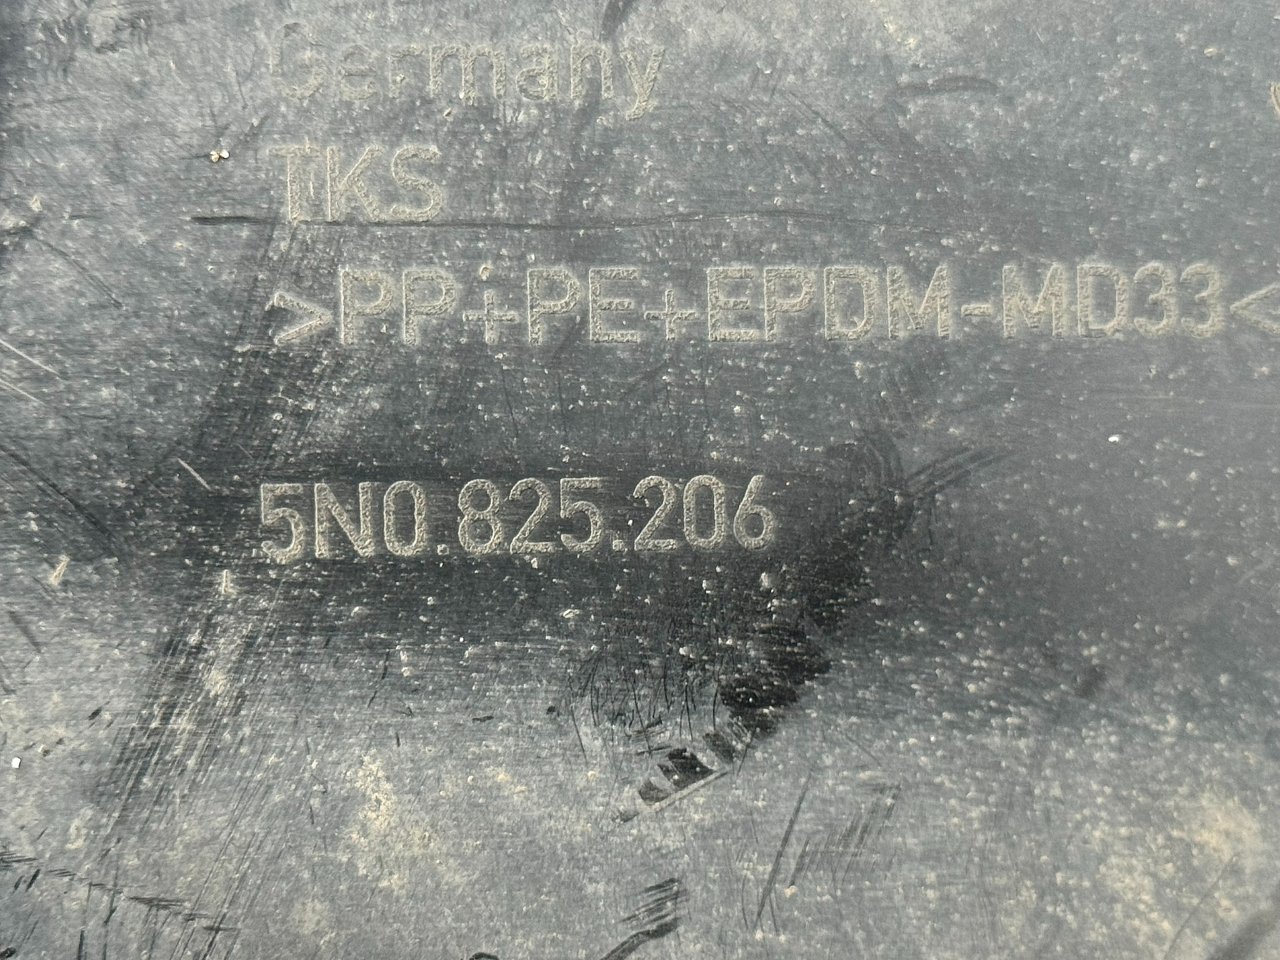 Germany
TKS
>PP+PE+EPDM-MD33<
5N0.825.206